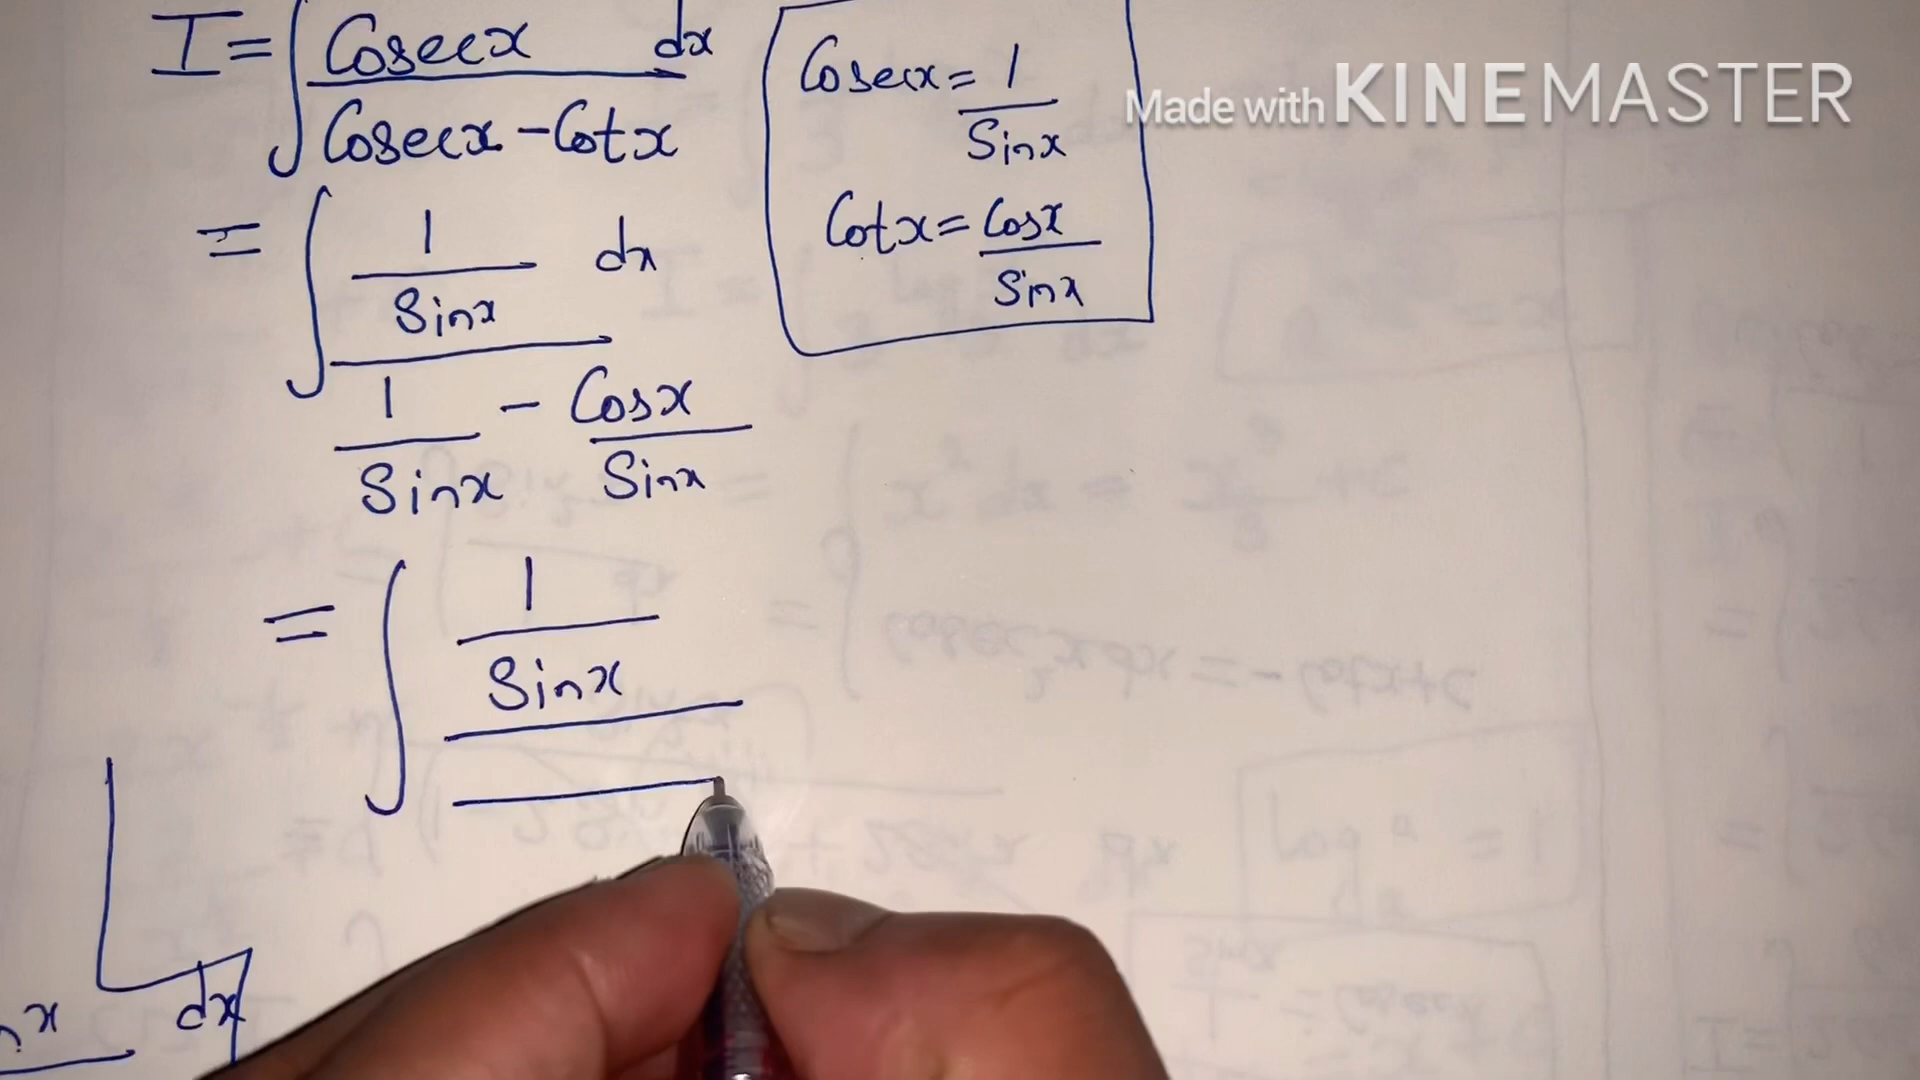 I = ∫ Cosecx dx
Cosecx - Cotx
= ∫ 1 dx
Sinx
1 - Cosx
Sinx Sinx
= ∫ 1
Sinx
Cosecx = 1
Sinx
Cotx = Cosx
Sinx
Made with KINEMASTER
dx